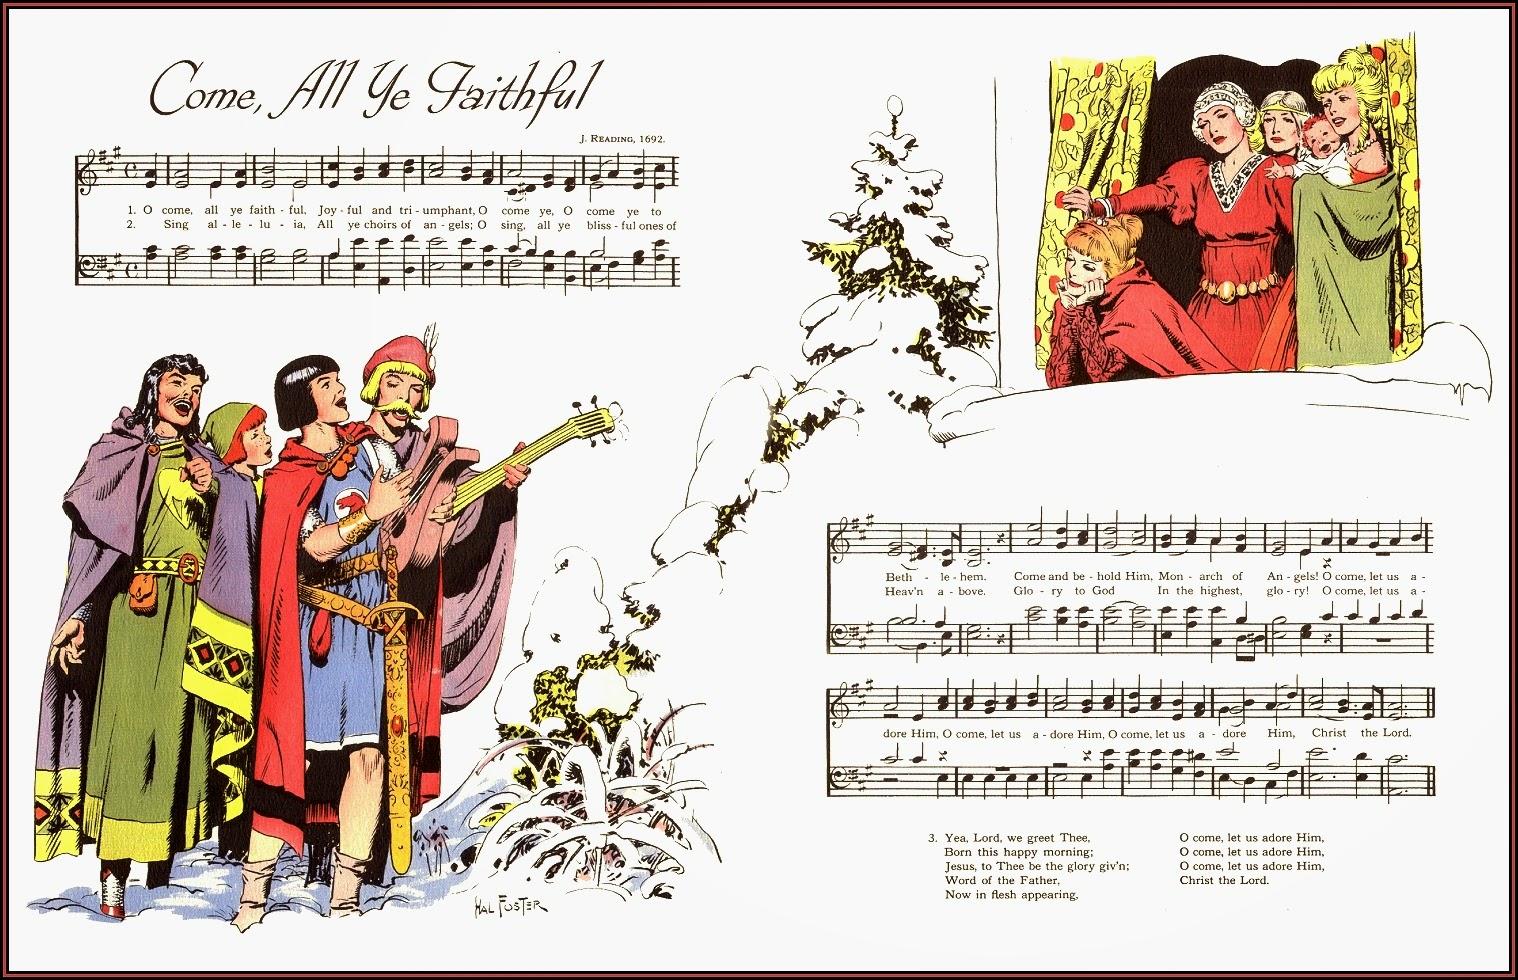 Come, All Ye Faithful
J. READING, 1692.
1. O come, all ye faith - ful, Joy - ful and tri - umphant, O come ye, O come ye to
2. Sing al - le - lu - ia, All ye choirs of an - gels; O sing, all ye bliss - ful ones of
Beth - le - hem. Come and be - hold Him, Mon - arch of An - gels! O come, let us a -
Heav'n a - bove. Glo - ry to God In the highest, glo - ry! O come, let us a -
dore Him, O come, let us a - dore Him, O come, let us a - dore Him, Christ the Lord.
3. Yea, Lord, we greet Thee,
Born this happy morning;
Jesus, to Thee be the glory giv'n;
Word of the Father,
Now in flesh appearing,
O come, let us adore Him,
O come, let us adore Him,
O come, let us adore Him,
Christ the Lord.
HAL FOSTER